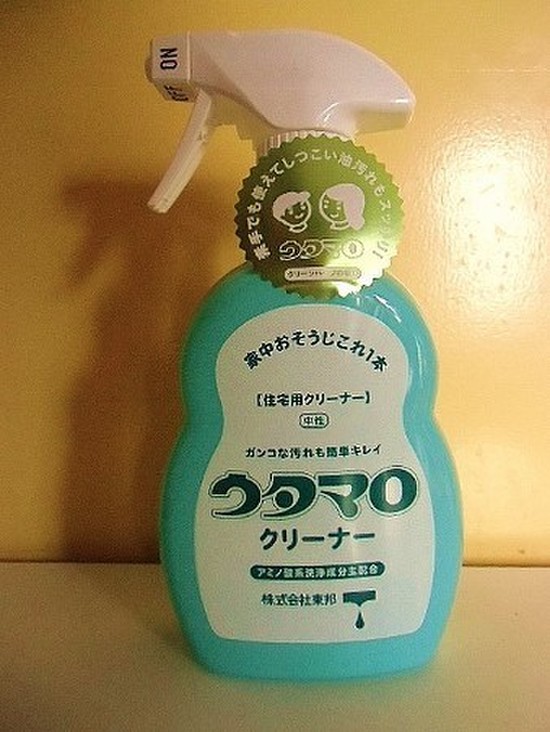 ON
OFF
素手でも使えてしつこい油汚れもスッキリ!
ウタマロ
家中おそうじこれ1本
【住宅用クリーナー】
中性
ガンコな汚れも簡単キレイ
ウタマロ
クリーナー
アミノ酸系洗浄成分主配合
株式会社東邦